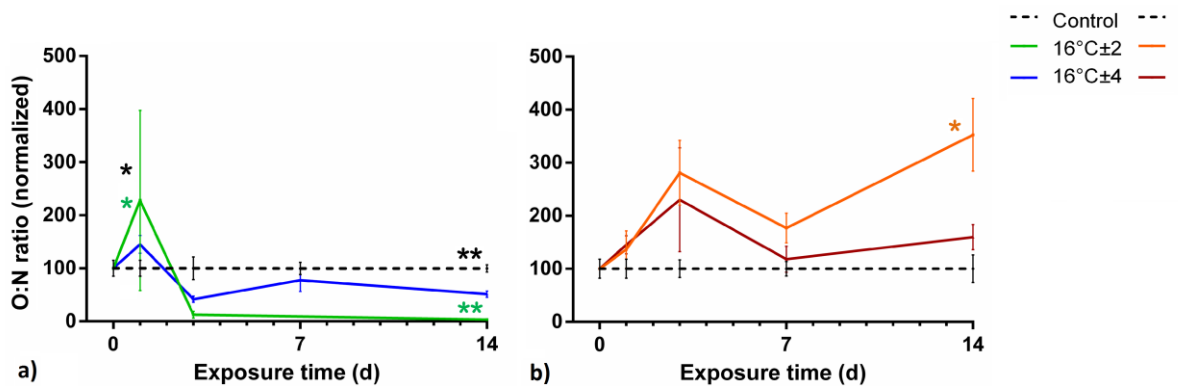 Control
16°C±2
16°C±4
O:N ratio (normalized)
500
400
300
200
100
0
*
*
**
**
0
7
14
Exposure time (d)
a)
500
400
300
200
100
0
*
0
7
14
Exposure time (d)
b)